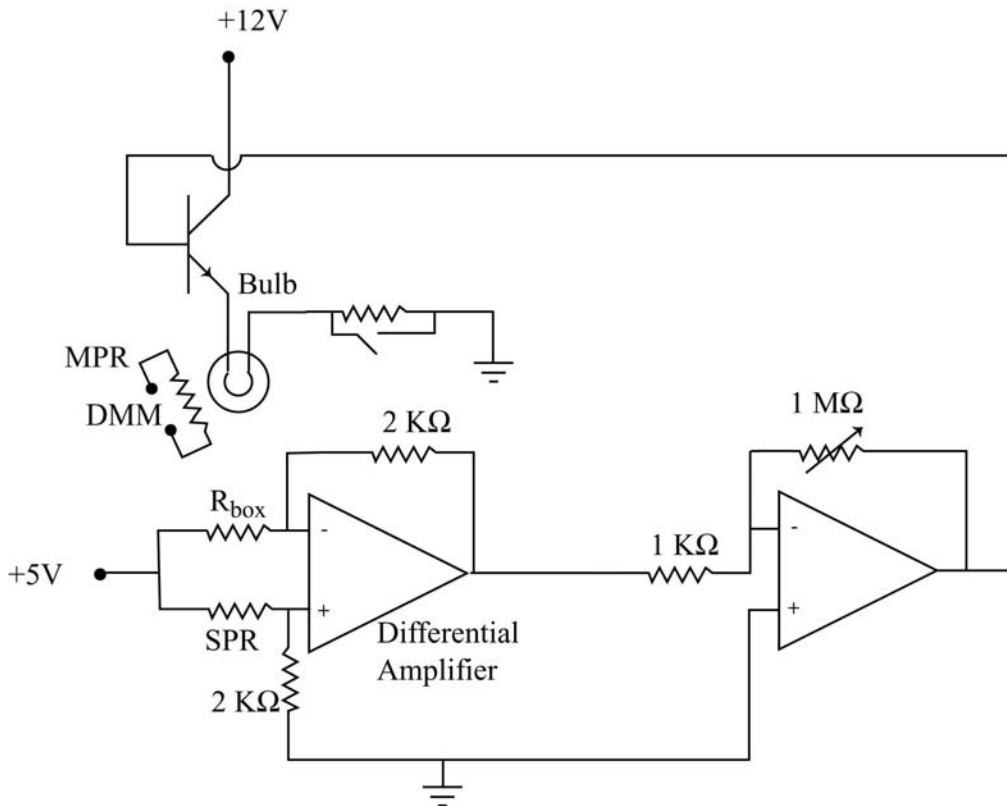 +12V
Bulb
MPR
DMM
2 KΩ
1 MΩ
R_box
-
-
1 KΩ
+5V
+
+
SPR
Differential
Amplifier
2 KΩ